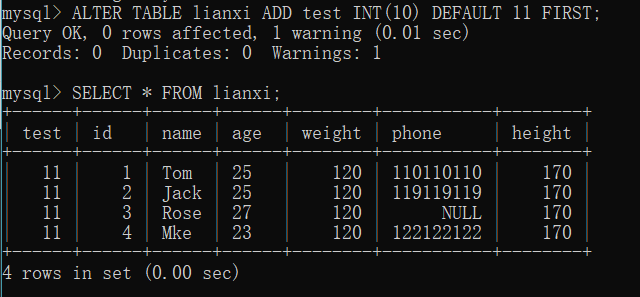 mysql> ALTER TABLE lianxi ADD test INT(10) DEFAULT 11 FIRST;
Query OK, 0 rows affected, 1 warning (0.01 sec)
Records: 0  Duplicates: 0  Warnings: 1
mysql> SELECT * FROM lianxi;
+------+------+------+------+--------+-----------+--------+
| test | id | name | age | weight | phone | height |
+------+------+------+------+--------+-----------+--------+
| 11 | 1 | Tom | 25 | 120 | 110110110 | 170 |
| 11 | 2 | Jack | 25 | 120 | 119119119 | 170 |
| 11 | 3 | Rose | 27 | 120 | NULL | 170 |
| 11 | 4 | Mke | 23 | 120 | 122122122 | 170 |
+------+------+------+------+--------+-----------+--------+
4 rows in set (0.00 sec)